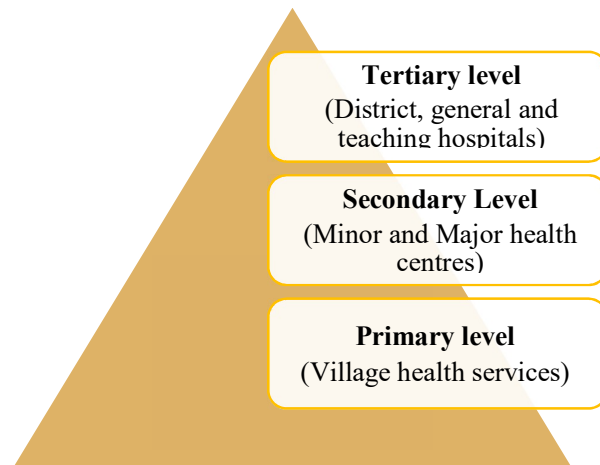 Tertiary level
(District, general and
teaching hospitals)
Secondary Level
(Minor and Major health
centres)
Primary level
(Village health services)